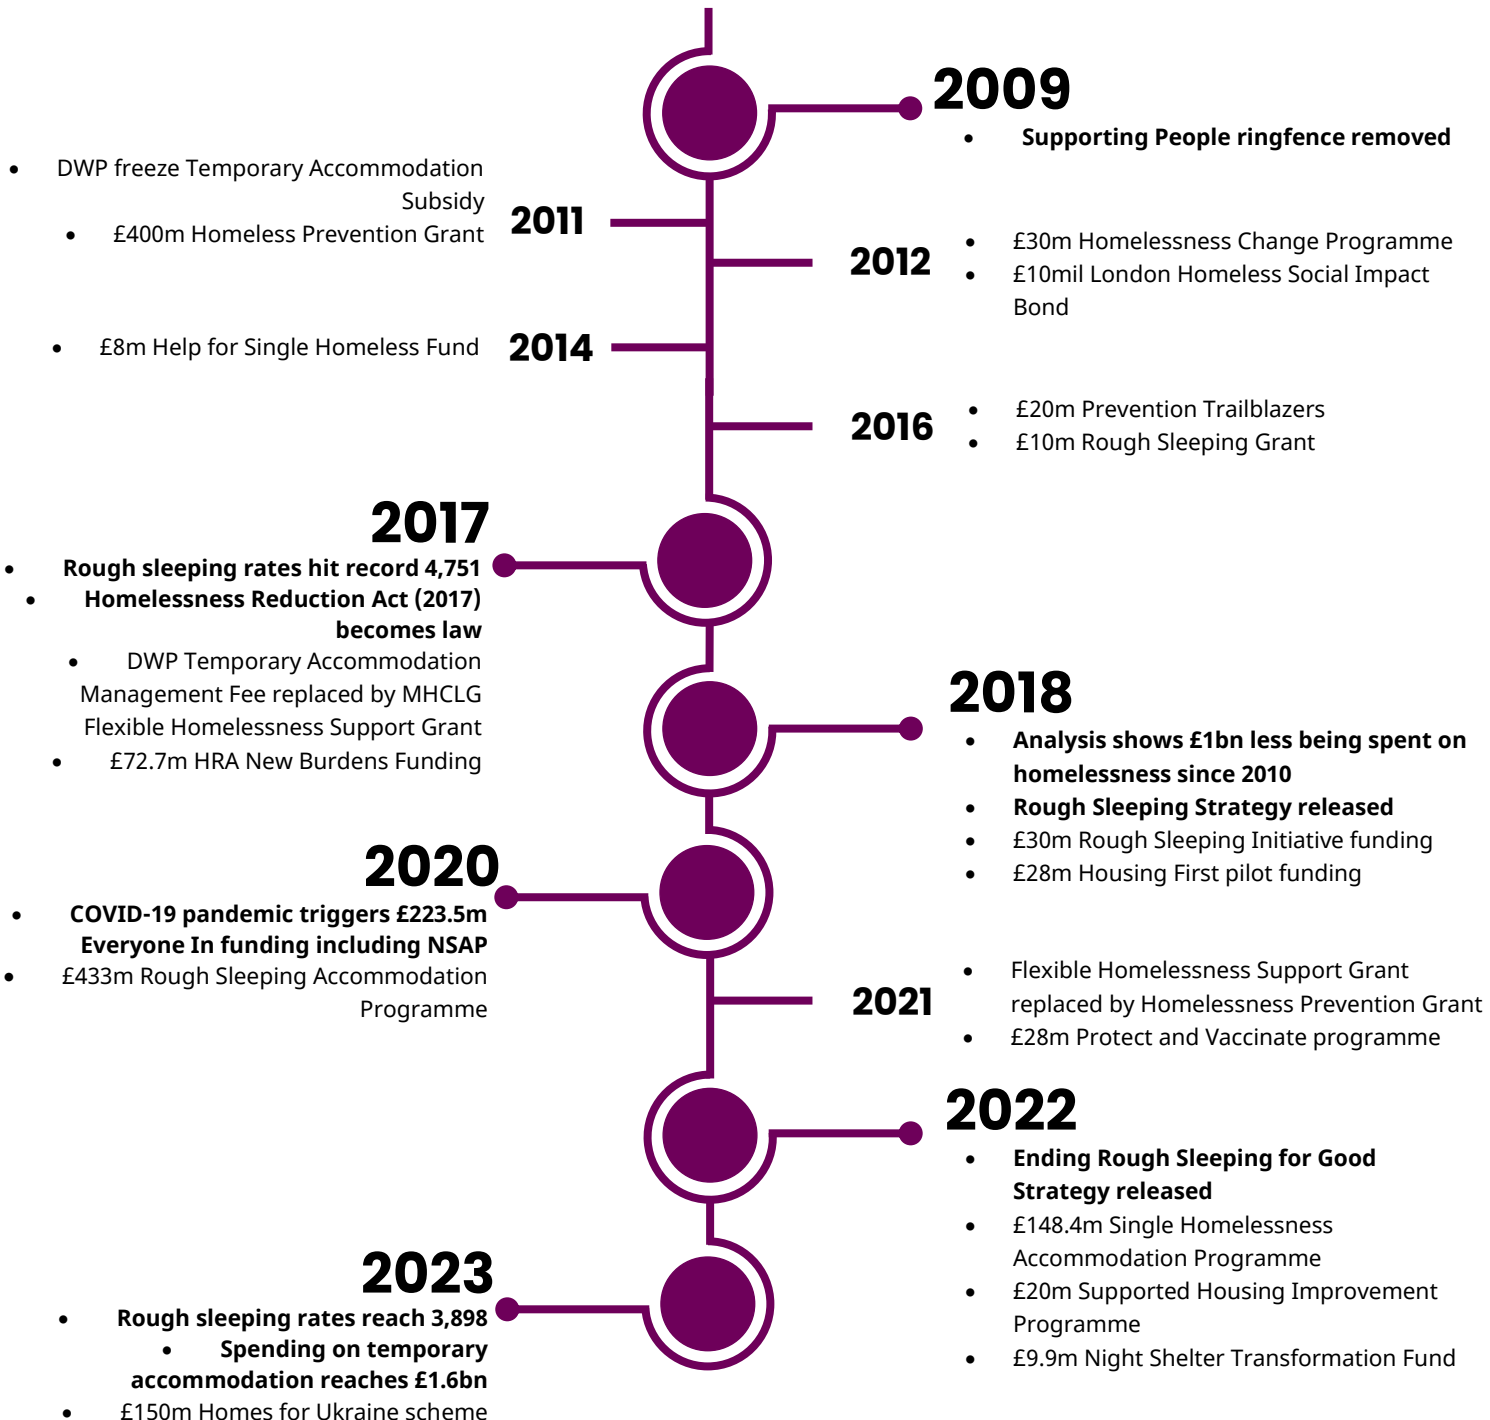 2009
• Supporting People ringfence removed
• DWP freeze Temporary Accommodation
Subsidy
• £400m Homeless Prevention Grant
2011
2012
• £30m Homelessness Change Programme
• £10mil London Homeless Social Impact
Bond
• £8m Help for Single Homeless Fund
2014
2016
• £20m Prevention Trailblazers
• £10m Rough Sleeping Grant
2017
• Rough sleeping rates hit record 4,751
• Homelessness Reduction Act (2017)
becomes law
• DWP Temporary Accommodation
Management Fee replaced by MHCLG
Flexible Homelessness Support Grant
• £72.7m HRA New Burdens Funding
2018
• Analysis shows £1bn less being spent on
homelessness since 2010
• Rough Sleeping Strategy released
• £30m Rough Sleeping Initiative funding
• £28m Housing First pilot funding
2020
• COVID-19 pandemic triggers £223.5m
Everyone In funding including NSAP
• £433m Rough Sleeping Accommodation
Programme
2021
• Flexible Homelessness Support Grant
replaced by Homelessness Prevention Grant
• £28m Protect and Vaccinate programme
2022
• Ending Rough Sleeping for Good
Strategy released
• £148.4m Single Homelessness
Accommodation Programme
• £20m Supported Housing Improvement
Programme
• £9.9m Night Shelter Transformation Fund
2023
• Rough sleeping rates reach 3,898
• Spending on temporary
accommodation reaches £1.6bn
• £150m Homes for Ukraine scheme